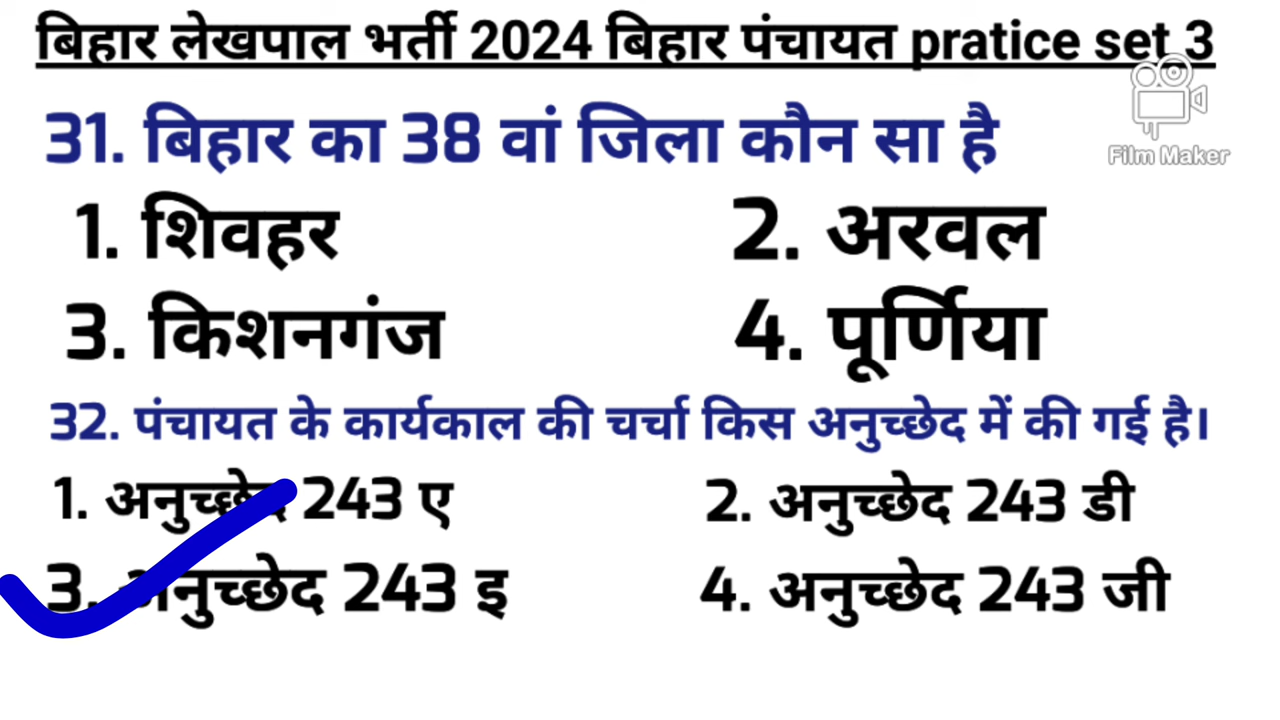 बिहार लेखपाल भर्ती 2024 बिहार पंचायत pratice set 3
Film Maker
31. बिहार का 38 वां जिला कौन सा है
1. शिवहर 2. अरवल
3. किशनगंज 4. पूर्णिया
32. पंचायत के कार्यकाल की चर्चा किस अनुच्छेद में की गई है।
1. अनुच्छेद 243 ए 2. अनुच्छेद 243 डी
3. अनुच्छेद 243 इ 4. अनुच्छेद 243 जी